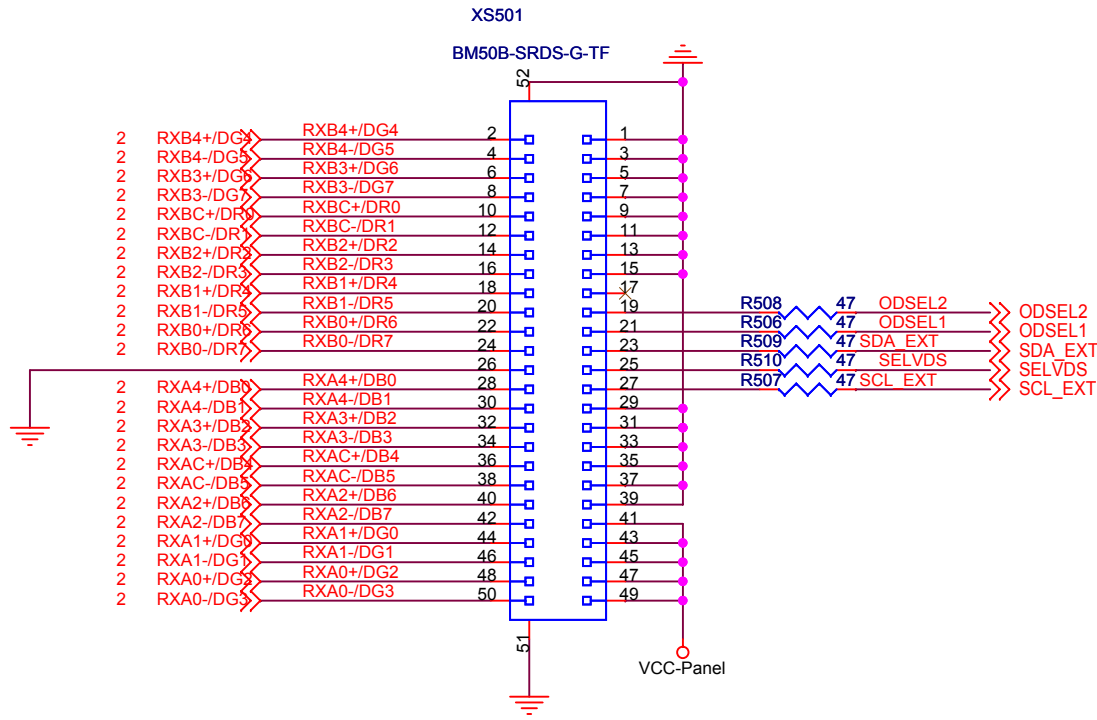 XS501
BM50B-SRDS-G-TF
52
2 RXB4+/DG4 RXB4+/DG4 2 1
2 RXB4-/DG5 RXB4-/DG5 4 3
2 RXB3+/DG6 RXB3+/DG6 6 5
2 RXB3-/DG7 RXB3-/DG7 8 7
2 RXBC+/DR0 RXBC+/DR0 10 9
2 RXBC-/DR1 RXBC-/DR1 12 11
2 RXB2+/DR2 RXB2+/DR2 14 13
2 RXB2-/DR3 RXB2-/DR3 16 15
2 RXB1+/DR4 RXB1+/DR4 18 17
2 RXB1-/DR5 RXB1-/DR5 20 19 R508 47 ODSEL2 ODSEL2
2 RXB0+/DR6 RXB0+/DR6 22 21 R506 47 ODSEL1 ODSEL1
2 RXB0-/DR7 RXB0-/DR7 24 23 R509 47 SDA_EXT SDA_EXT
26 25 R510 47 SELVDS SELVDS
2 RXA4+/DB0 RXA4+/DB0 28 27 R507 47 SCL_EXT SCL_EXT
2 RXA4-/DB1 RXA4-/DB1 30 29
2 RXA3+/DB2 RXA3+/DB2 32 31
2 RXA3-/DB3 RXA3-/DB3 34 33
2 RXAC+/DB4 RXAC+/DB4 36 35
2 RXAC-/DB5 RXAC-/DB5 38 37
2 RXA2+/DB6 RXA2+/DB6 40 39
2 RXA2-/DB7 RXA2-/DB7 42 41
2 RXA1+/DG0 RXA1+/DG0 44 43
2 RXA1-/DG1 RXA1-/DG1 46 45
2 RXA0+/DG2 RXA0+/DG2 48 47
2 RXA0-/DG3 RXA0-/DG3 50 49
51
VCC-Panel